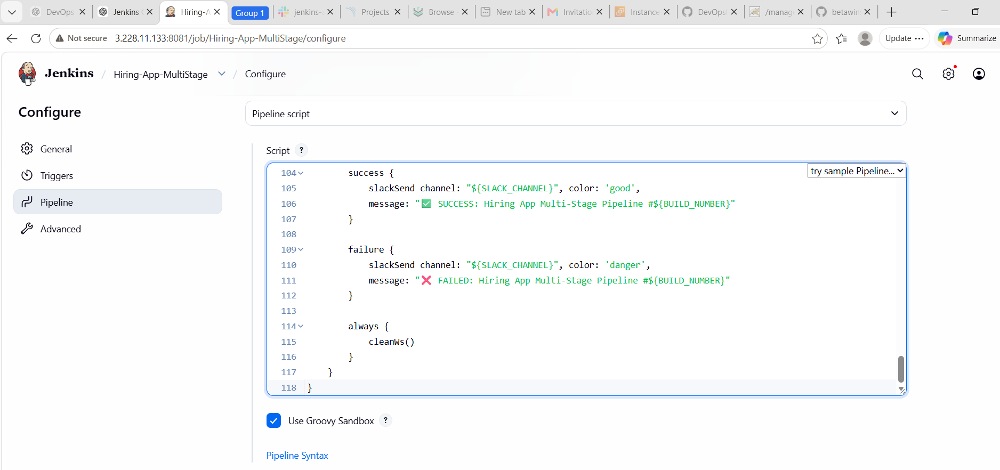 DevOps
Jenkins
Hiring-A
Group 1
jenkins-
Projects
Browse
New tab
Invitatio
Instance
DevOps
/manag
betawin
Not secure
3.228.11.133:8081/job/Hiring-App-MultiStage/configure
Update
Summarize
Jenkins / Hiring-App-MultiStage / Configure
Configure
General
Triggers
Pipeline
Advanced
Pipeline script
Script ?
try sample Pipeline...
104 success {
105 slackSend channel: "${SLACK_CHANNEL}", color: 'good',
106 message: "✅ SUCCESS: Hiring App Multi-Stage Pipeline #${BUILD_NUMBER}"
107 }
108
109 failure {
110 slackSend channel: "${SLACK_CHANNEL}", color: 'danger',
111 message: "❌ FAILED: Hiring App Multi-Stage Pipeline #${BUILD_NUMBER}"
112 }
113
114 always {
115 cleanWs()
116 }
117 }
118 }
Use Groovy Sandbox ?
Pipeline Syntax